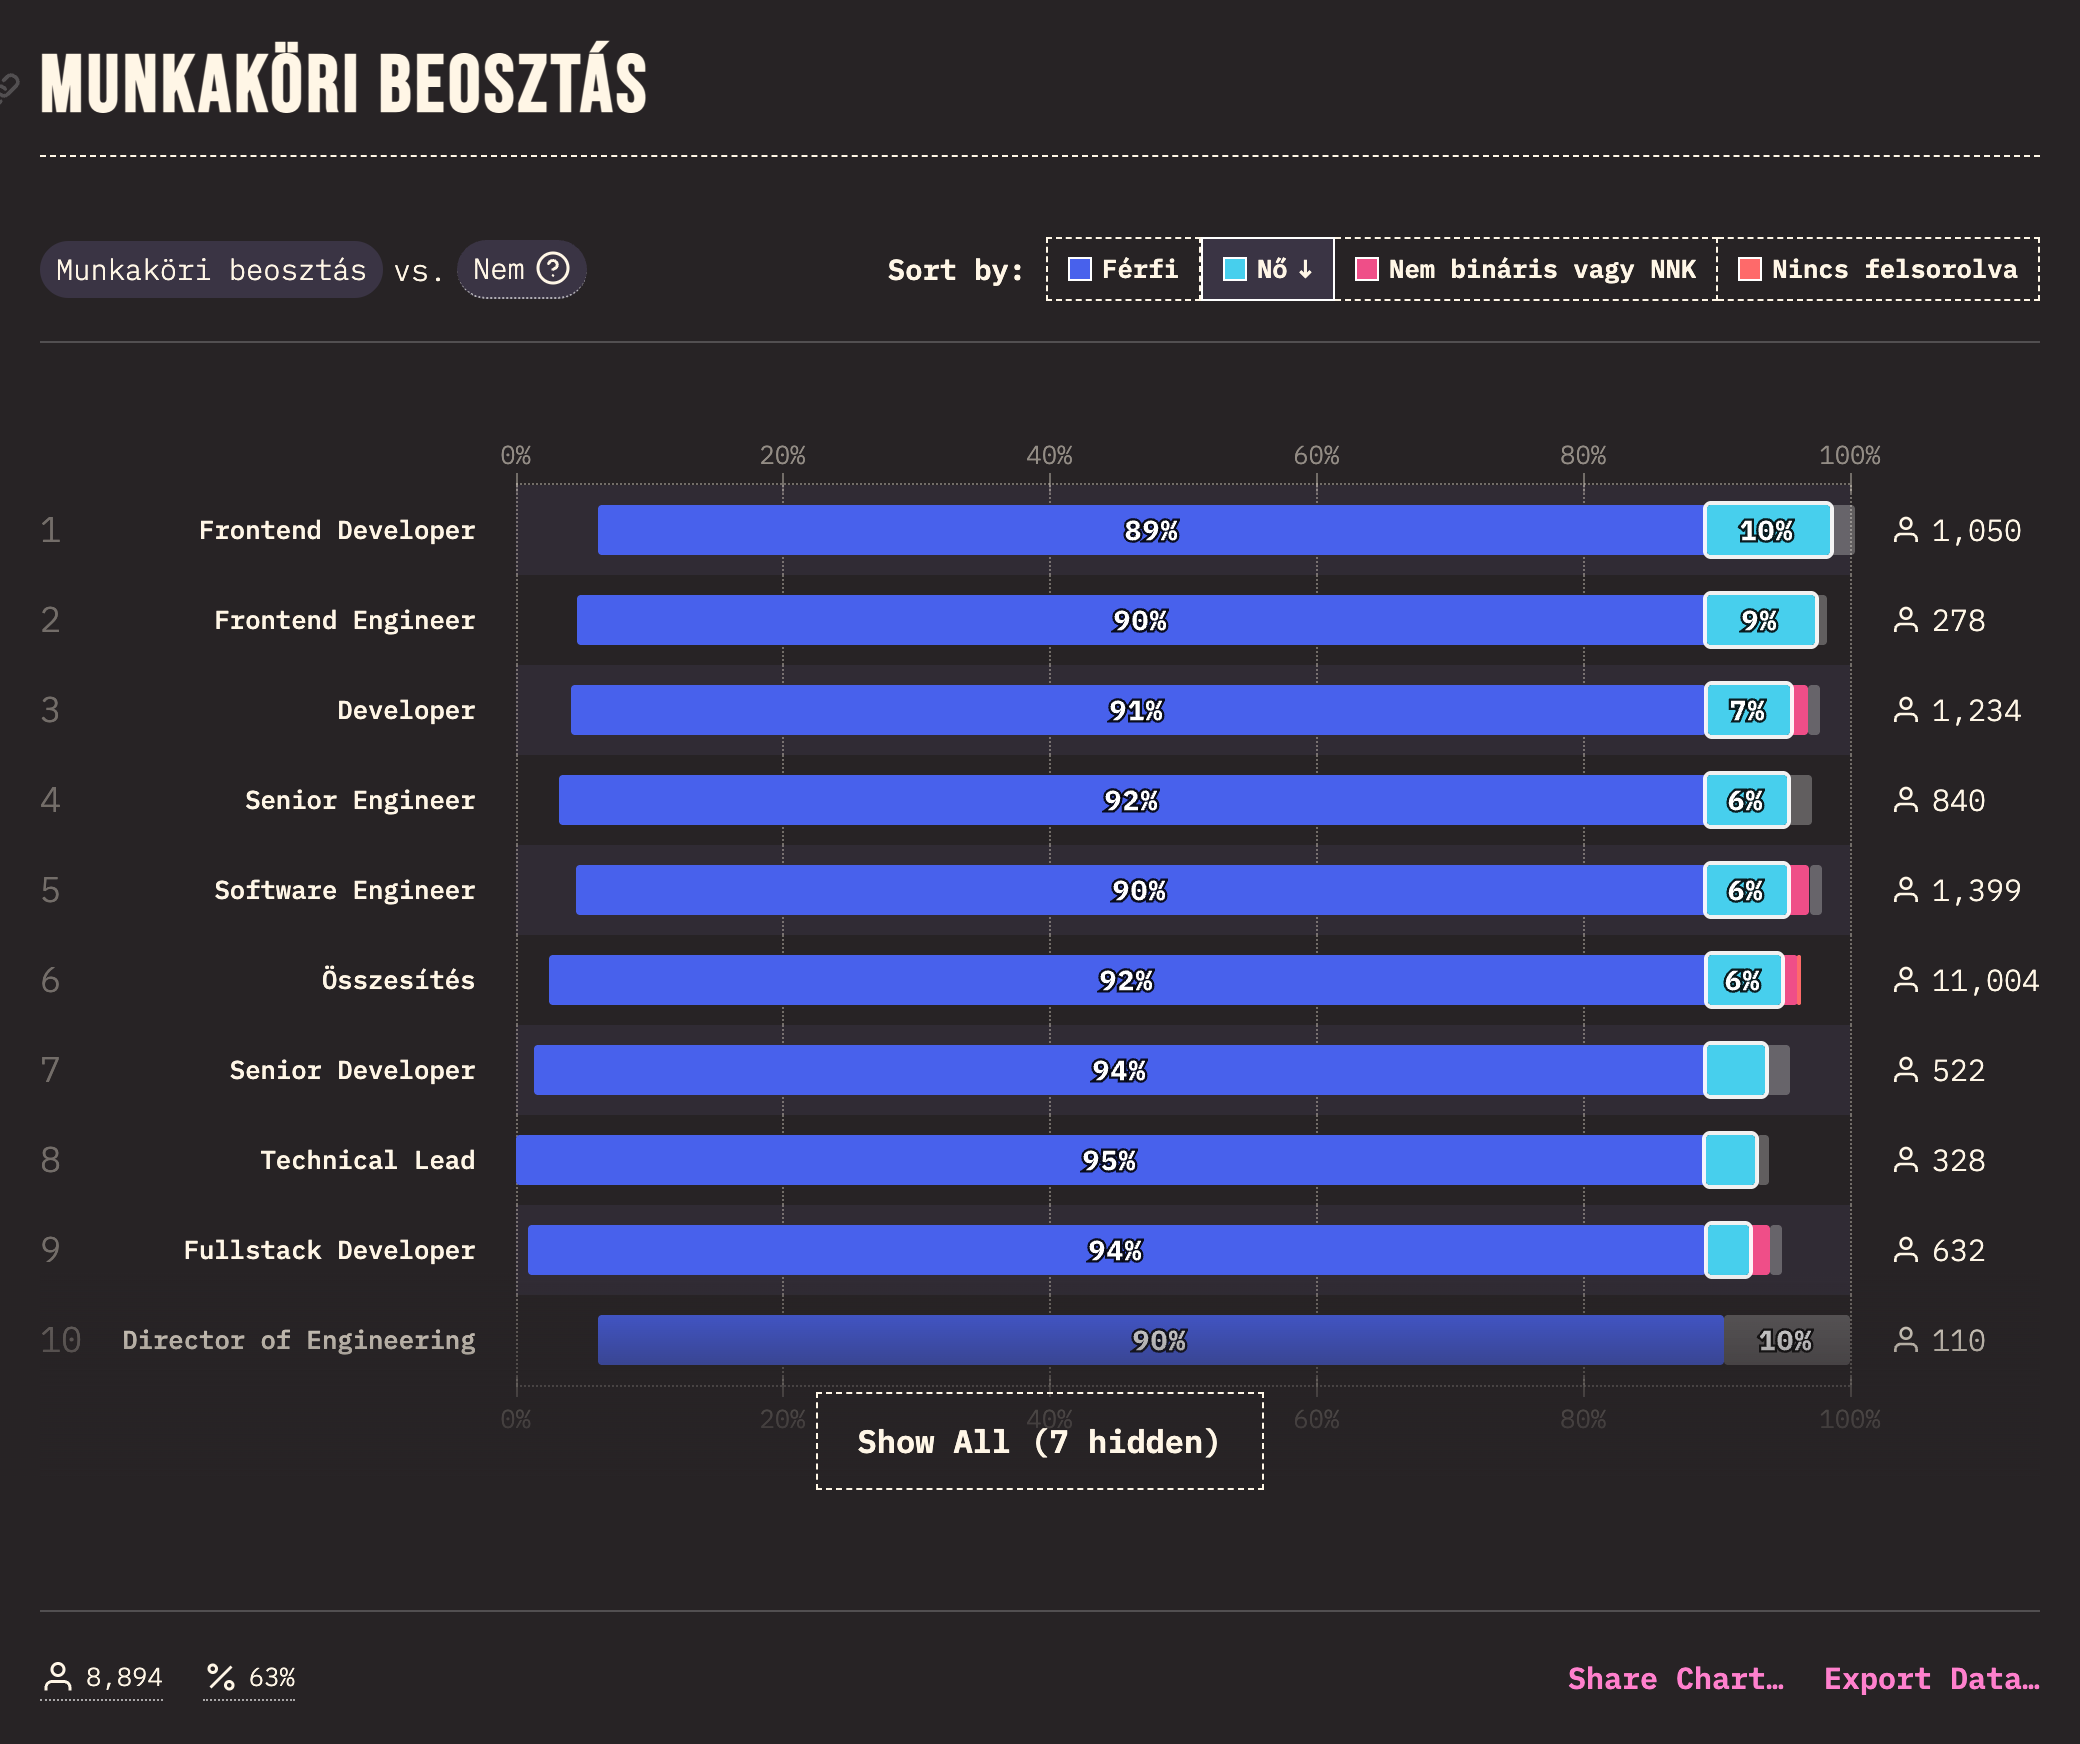 MUNKAKÖRI BEOSZTÁS
Munkaköri beosztás vs. Nem ? Sort by: Férfi Nő ↓ Nem bináris vagy NNK Nincs felsorolva
0% 20% 40% 60% 80% 100%
1 Frontend Developer 89% 10% 1,050
2 Frontend Engineer 90% 9% 278
3 Developer 91% 7% 1,234
4 Senior Engineer 92% 6% 840
5 Software Engineer 90% 6% 1,399
6 Összesítés 92% 6% 11,004
7 Senior Developer 94% 522
8 Technical Lead 95% 328
9 Fullstack Developer 94% 632
10 Director of Engineering 90% 10% 110
0% 20% 40% 60% 80% 100%
Show All (7 hidden)
8,894 % 63% Share Chart… Export Data…